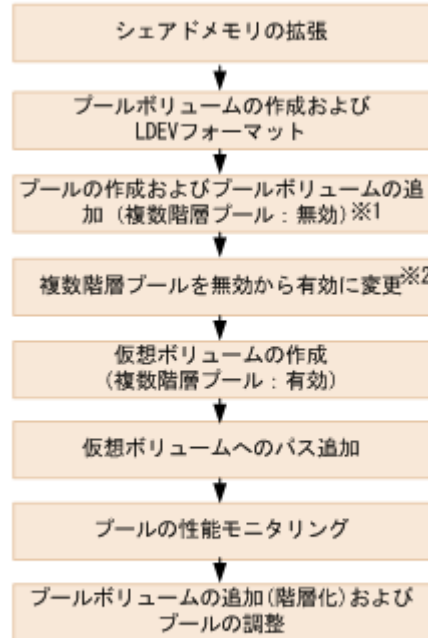 シェアドメモリの拡張
プールボリュームの作成および
LDEVフォーマット
プールの作成およびプールボリュームの追
加（複数階層プール：無効）※1
複数階層プールを無効から有効に変更※2
仮想ボリュームの作成
(複数階層プール：有効)
仮想ボリュームへのパス追加
プールの性能モニタリング
プールボリュームの追加(階層化)および
プールの調整